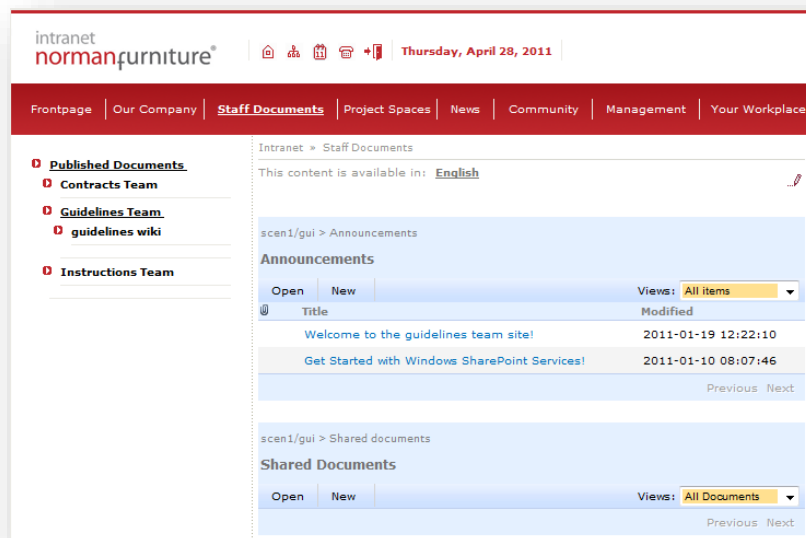 intranet
normanfurniture®
11
Thursday, April 28, 2011
Frontpage
Our Company
Staff Documents
Project Spaces
News
Community
Management
Your Workplace
Published Documents
Contracts Team
Guidelines Team
guidelines wiki
Instructions Team
Intranet » Staff Documents
This content is available in: English
scen1/gui > Announcements
Announcements
Open New Views: All items
Title Modified
Welcome to the guidelines team site! 2011-01-19 12:22:10
Get Started with Windows SharePoint Services! 2011-01-10 08:07:46
Previous Next
scen1/gui > Shared documents
Shared Documents
Open New Views: All Documents
Previous Next